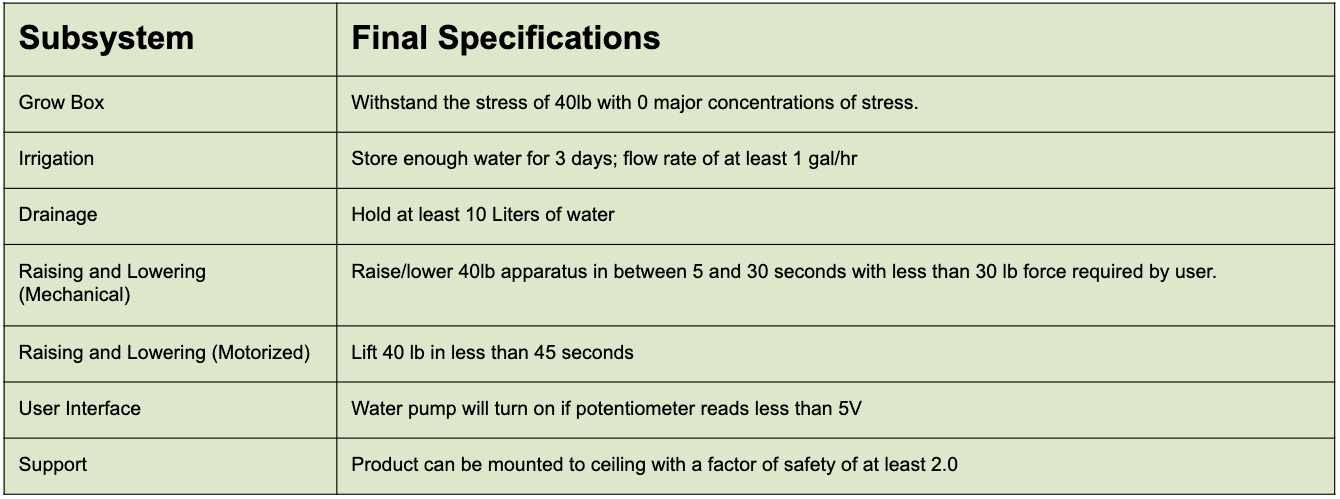 Subsystem
Final Specifications
Grow Box
Withstand the stress of 40lb with 0 major concentrations of stress.
Irrigation
Store enough water for 3 days; flow rate of at least 1 gal/hr
Drainage
Hold at least 10 Liters of water
Raising and Lowering
(Mechanical)
Raise/lower 40lb apparatus in between 5 and 30 seconds with less than 30 lb force required by user.
Raising and Lowering (Motorized)
Lift 40 lb in less than 45 seconds
User Interface
Water pump will turn on if potentiometer reads less than 5V
Support
Product can be mounted to ceiling with a factor of safety of at least 2.0